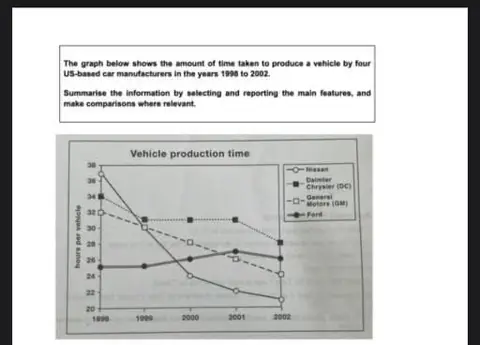 The graph below shows the amount of time taken to produce a vehicle by four
US-based car manufacturers in the years 1998 to 2002.
Summarise the information by selecting and reporting the main features, and
make comparisons where relevant.
Vehicle production time
38
36
34
32
30
28
26
24
22
20
hours per vehicle
1998
1999
2000
2001
2002
Nissan
Daimler
Chrysler (DC)
General
Motors (GM)
Ford